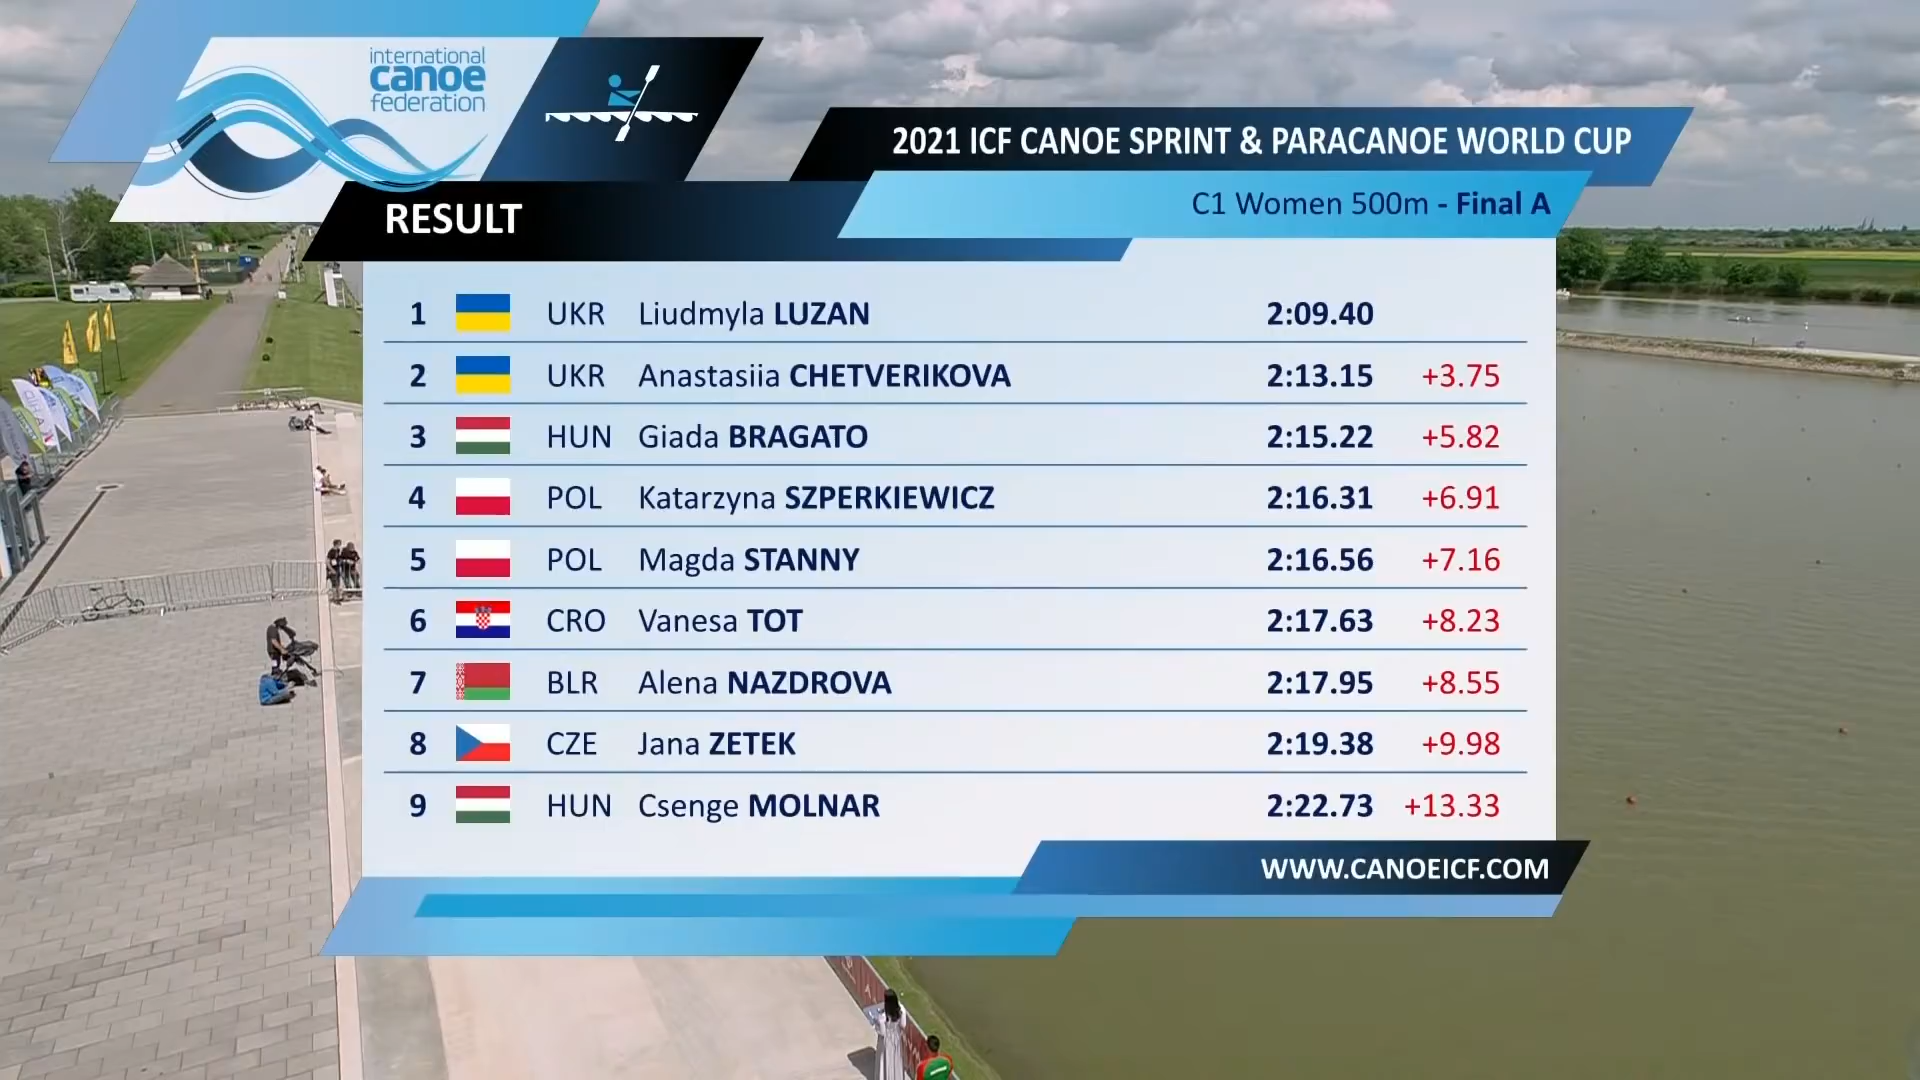 international
canoe
federation
2021 ICF CANOE SPRINT & PARACANOE WORLD CUP
C1 Women 500m - Final A
RESULT
1 UKR Liudmyla LUZAN 2:09.40
2 UKR Anastasiia CHETVERIKOVA 2:13.15 +3.75
3 HUN Giada BRAGATO 2:15.22 +5.82
4 POL Katarzyna SZPERKIEWICZ 2:16.31 +6.91
5 POL Magda STANNY 2:16.56 +7.16
6 CRO Vanesa TOT 2:17.63 +8.23
7 BLR Alena NAZDROVA 2:17.95 +8.55
8 CZE Jana ZETEK 2:19.38 +9.98
9 HUN Csenge MOLNAR 2:22.73 +13.33
WWW.CANOEICF.COM